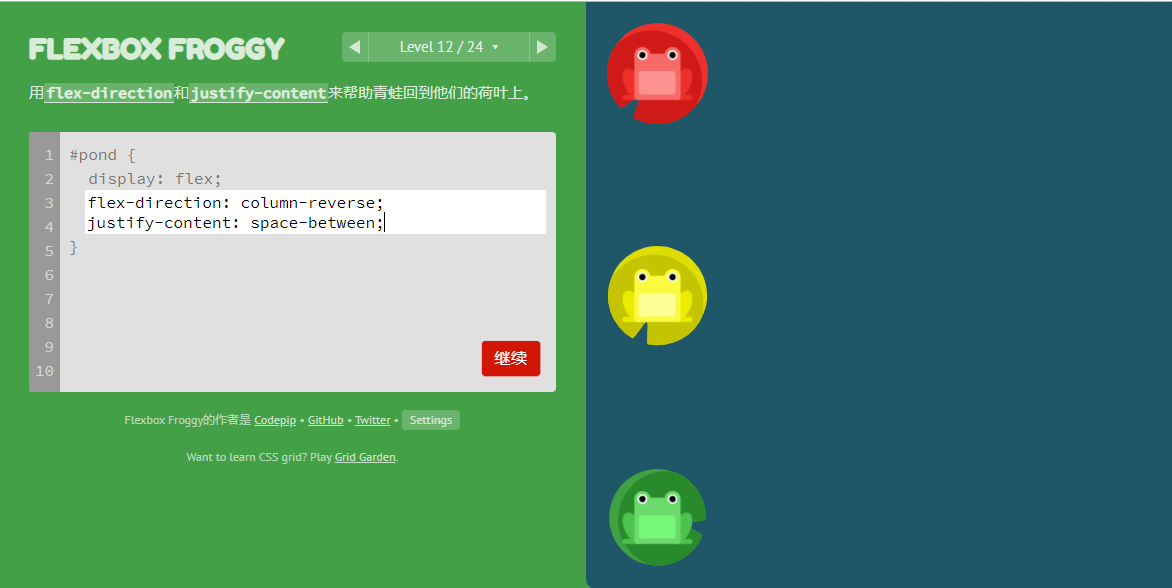 FLEXBOX FROGGY
Level 12 / 24
用flex-direction和justify-content来帮助青蛙回到他们的荷叶上。
1 #pond {
2 display: flex;
3 flex-direction: column-reverse;
4 justify-content: space-between;
5 }
6
7
8
9
10
继续
Flexbox Froggy的作者是 Codepip • GitHub • Twitter • Settings
Want to learn CSS grid? Play Grid Garden.